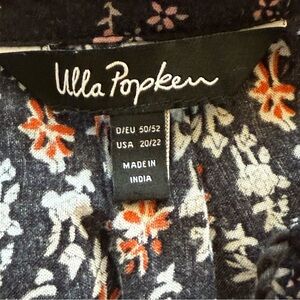 Ulla Popken
D/EU 50/52
USA 20/22
MADE IN
INDIA